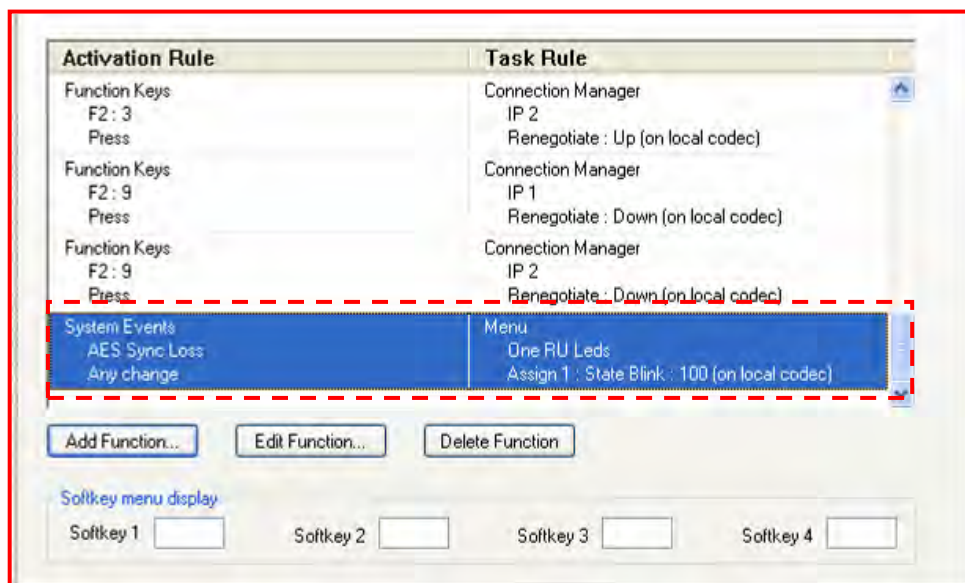 Activation Rule Task Rule
Function Keys Connection Manager
F2 : 3 IP 2
Press Renegotiate : Up (on local codec)
Function Keys Connection Manager
F2 : 9 IP 1
Press Renegotiate : Down (on local codec)
Function Keys Connection Manager
F2 : 9 IP 2
Press Renegotiate : Down (on local codec)
System Events Menu
AES Sync Loss One RU Leds
Any change Assign 1 : State Blink : 100 (on local codec)
Add Function... Edit Function... Delete Function
Softkey menu display
Softkey 1 Softkey 2 Softkey 3 Softkey 4